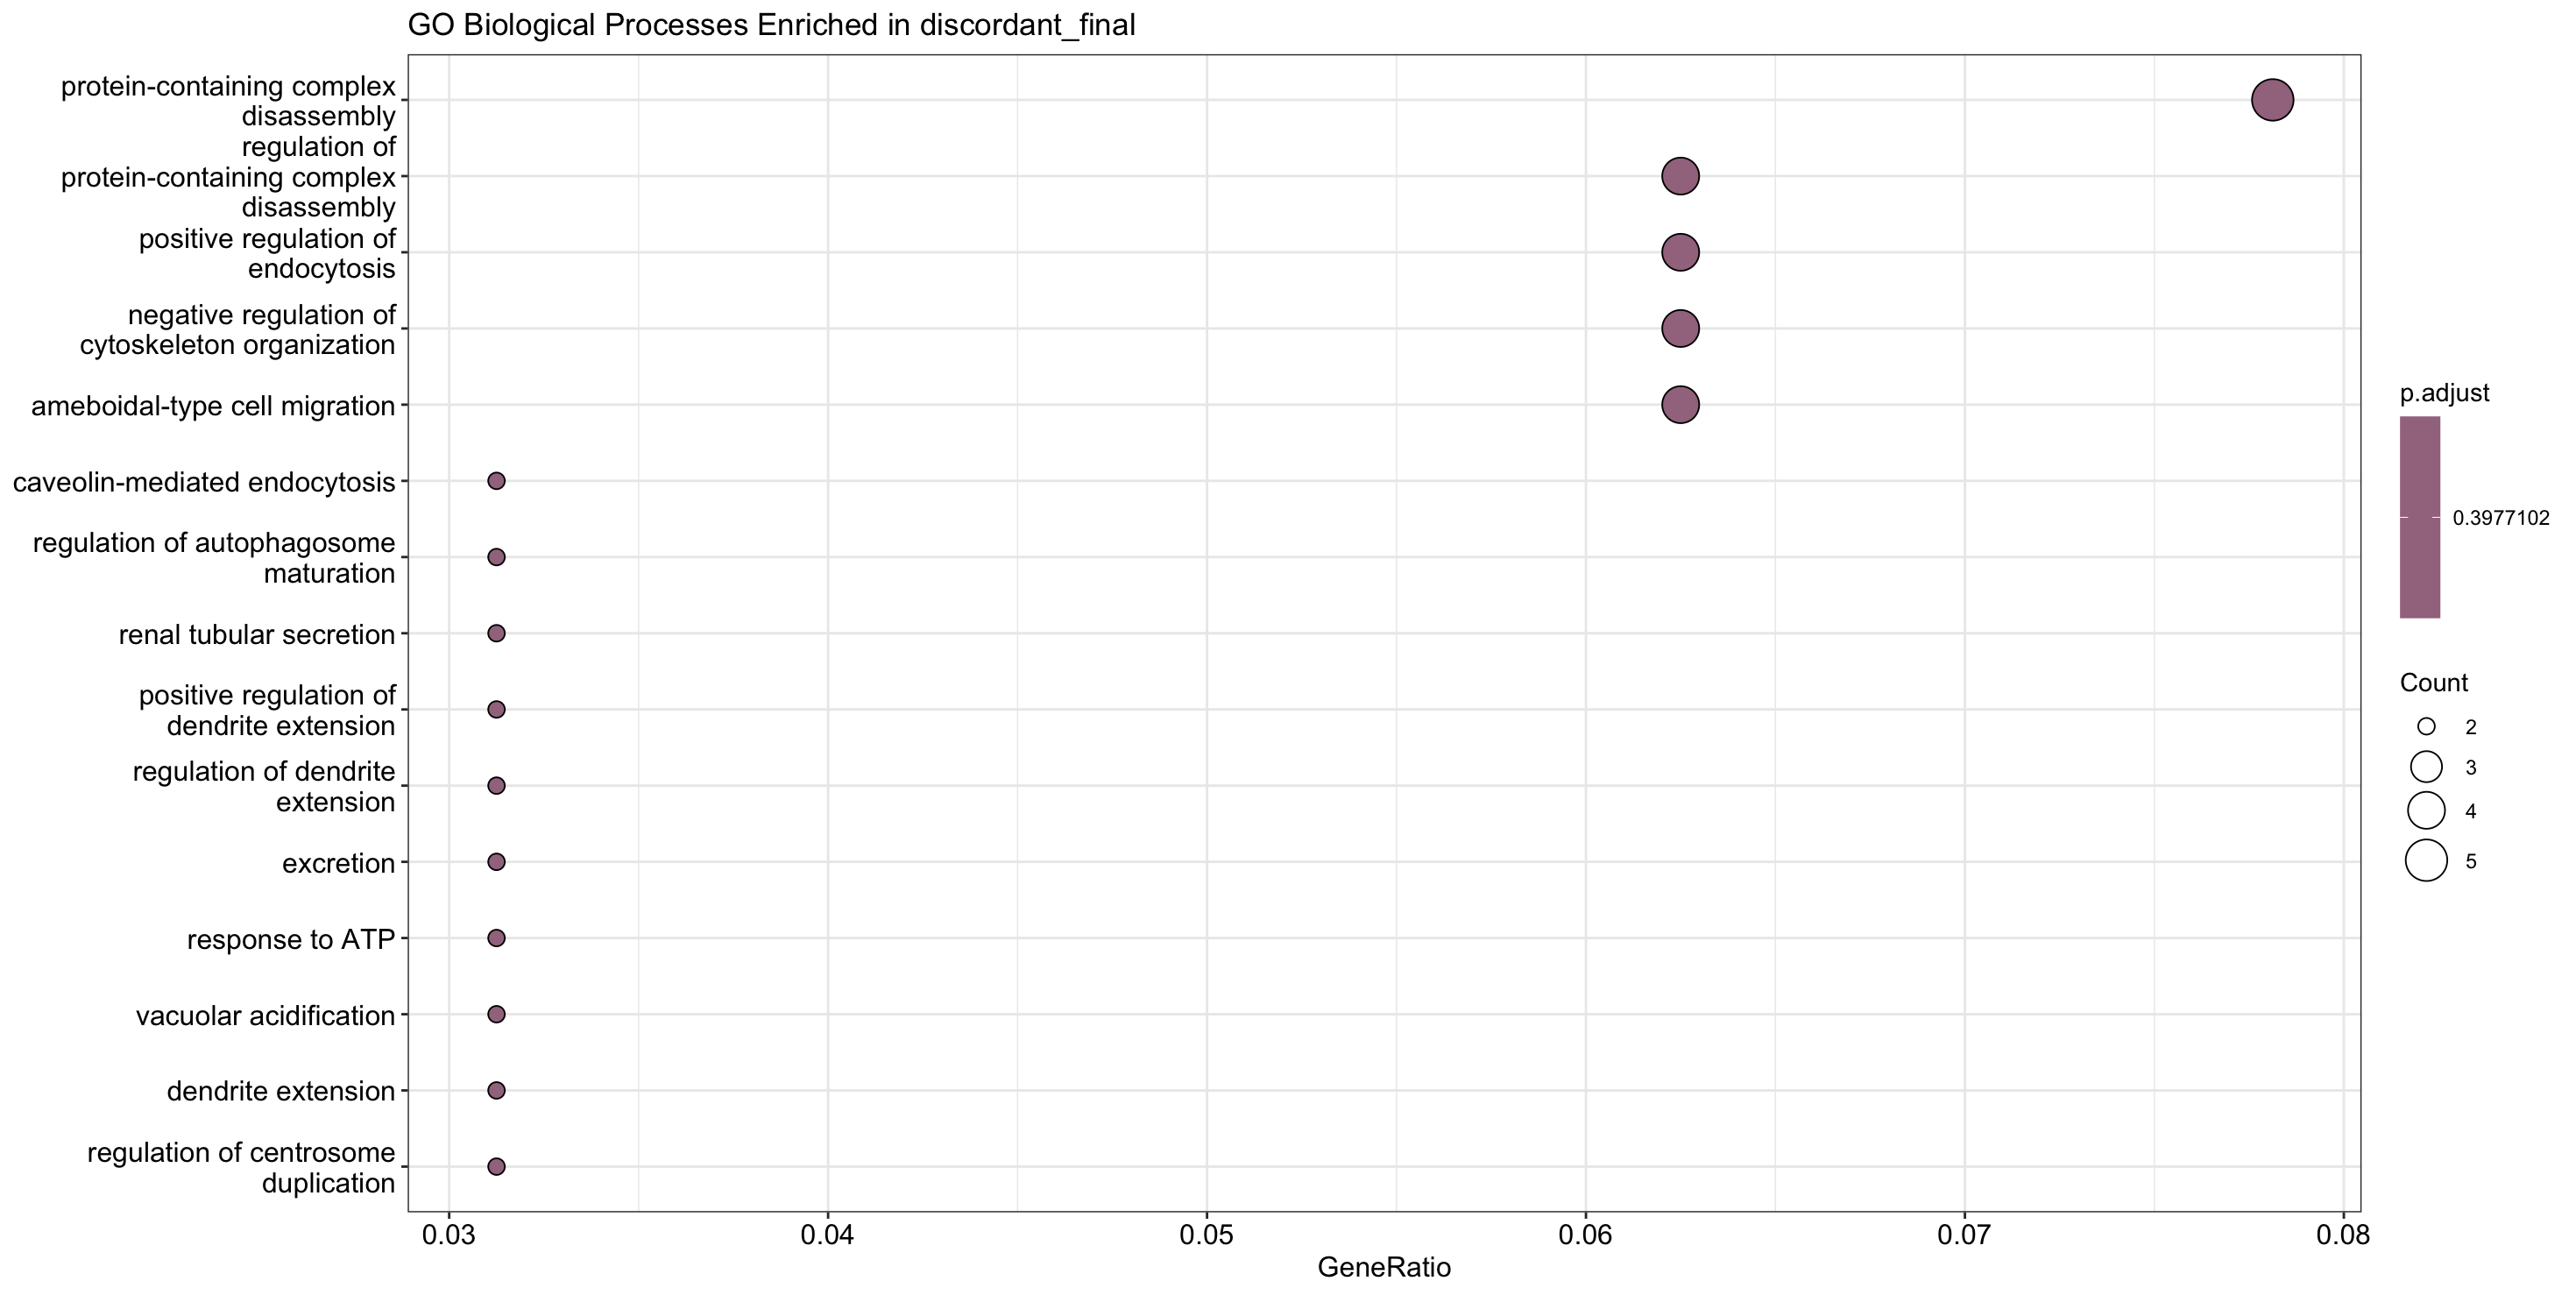 GO Biological Processes Enriched in discordant_final
protein-containing complex
disassembly
regulation of
protein-containing complex
disassembly
positive regulation of
endocytosis
negative regulation of
cytoskeleton organization
ameboidal-type cell migration
caveolin-mediated endocytosis
regulation of autophagosome
maturation
renal tubular secretion
positive regulation of
dendrite extension
regulation of dendrite
extension
excretion
response to ATP
vacuolar acidification
dendrite extension
regulation of centrosome
duplication
0.03 0.04 0.05 0.06 0.07 0.08
GeneRatio
p.adjust
0.3977102
Count
2
3
4
5